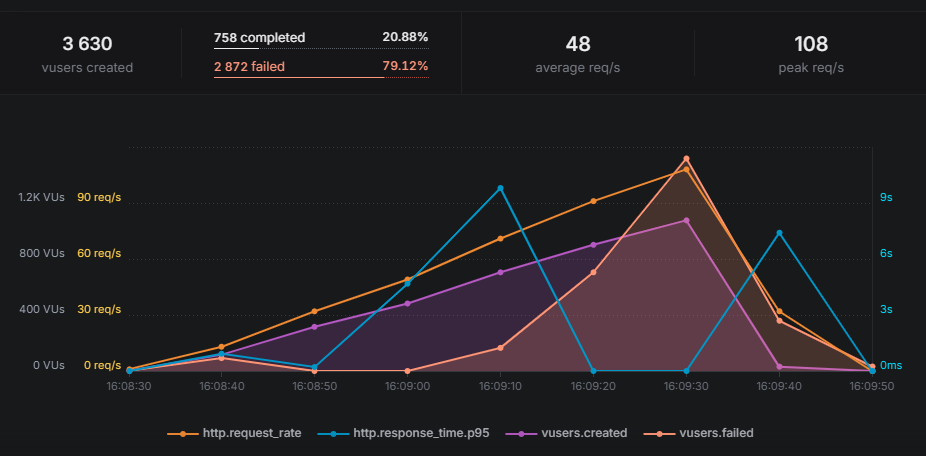 3 630
vusers created
758 completed 20.88%
2 872 failed 79.12%
48
average req/s
108
peak req/s
1.2K VUs 90 req/s 9s
800 VUs 60 req/s 6s
400 VUs 30 req/s 3s
0 VUs 0 req/s 0ms
16:08:30 16:08:40 16:08:50 16:09:00 16:09:10 16:09:20 16:09:30 16:09:40 16:09:50
http.request_rate http.response_time.p95 vusers.created vusers.failed